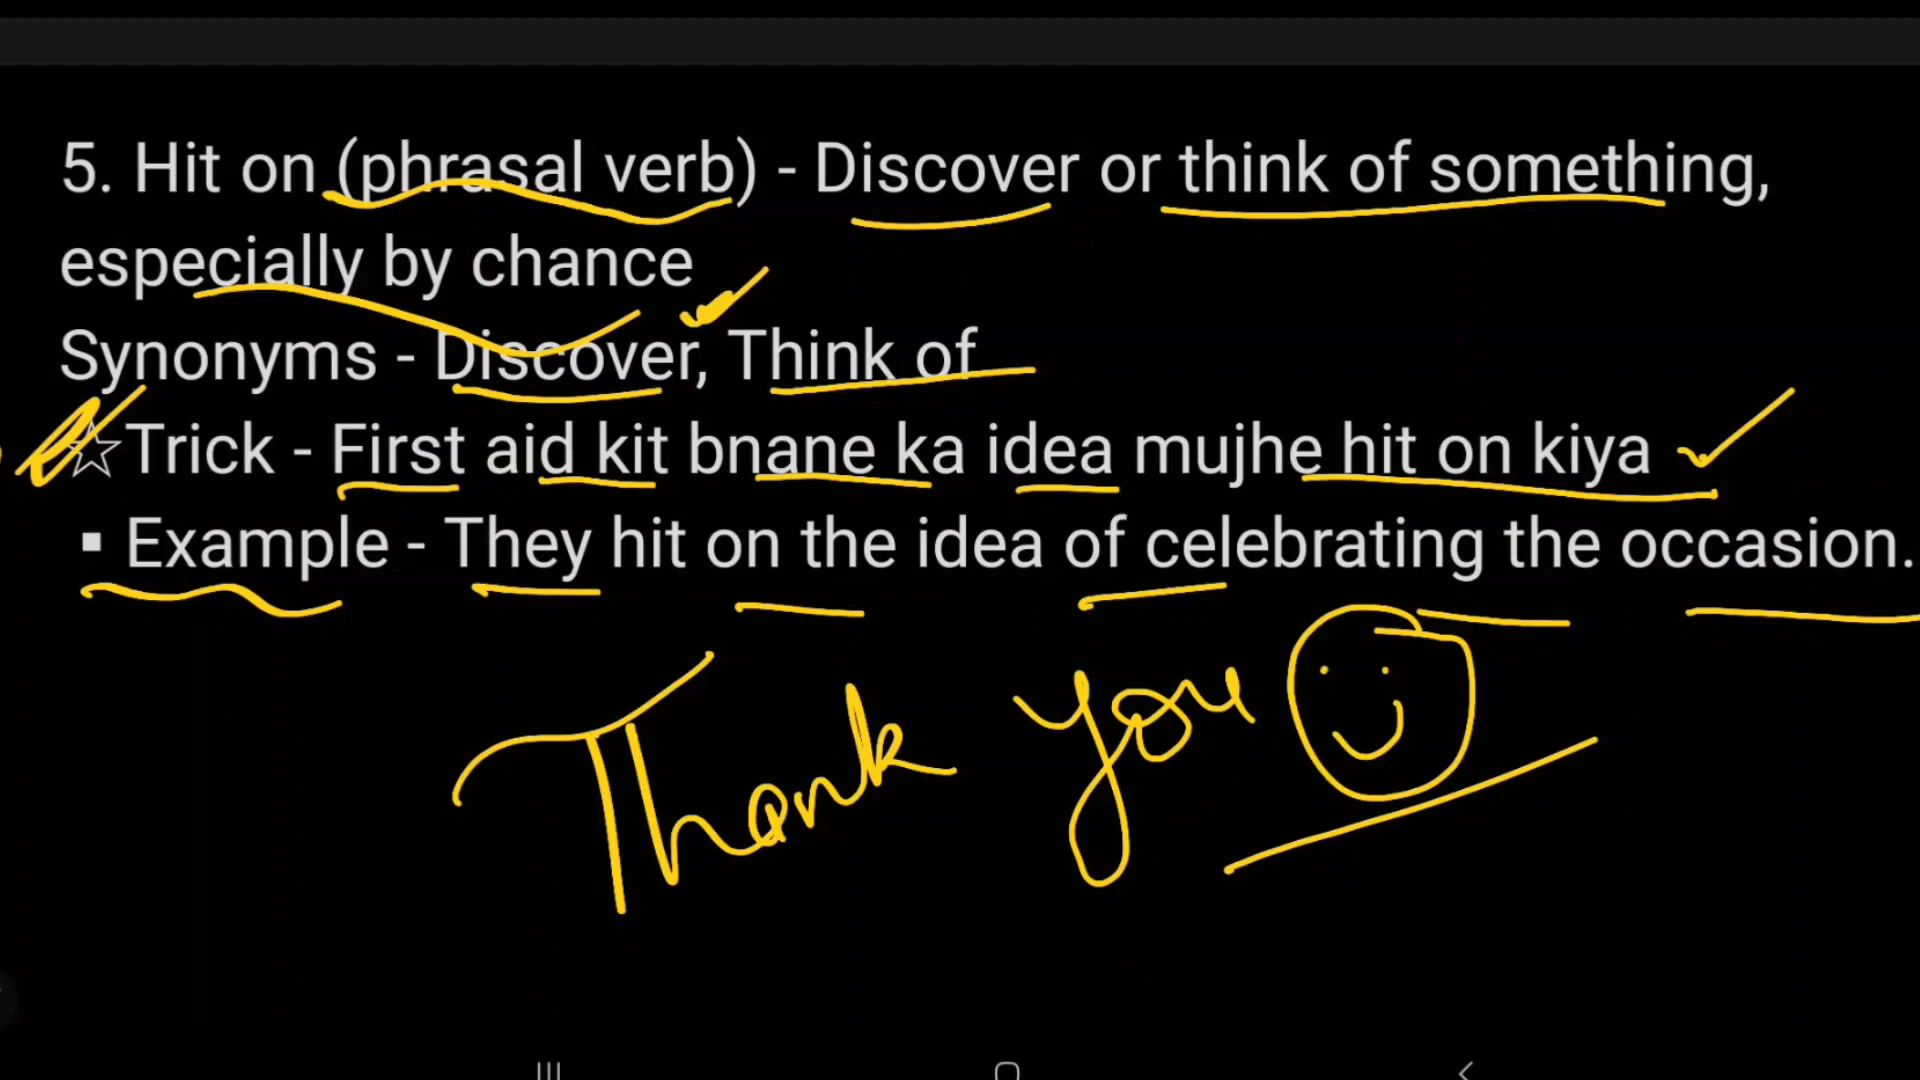 5. Hit on (phrasal verb) - Discover or think of something,
especially by chance
Synonyms - Discover, Think of
☆Trick - First aid kit bnane ka idea mujhe hit on kiya
▪ Example - They hit on the idea of celebrating the occasion.
Thank you